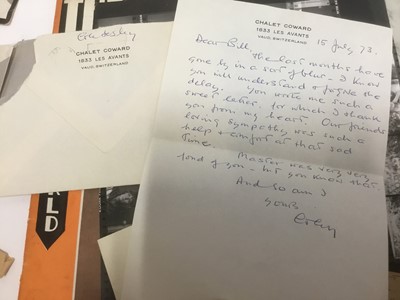 Coley
CHALET COWARD
1833 LES AVANTS
VAUD, SWITZERLAND
CHALET COWARD
1833 LES AVANTS
VAUD, SWITZERLAND
15 July, 73.
Dear Bill,
The last months have
gone by in a sort of blur - I know
you will understand & forgive the
delay. You wrote me such a
sweet letter, for which I thank
you from my heart. Our friends'
loving sympathy was such a
help & comfort at that sad
time. Master was very very
fond of you - but you know that.
And so am I
yours
Coley
RLD